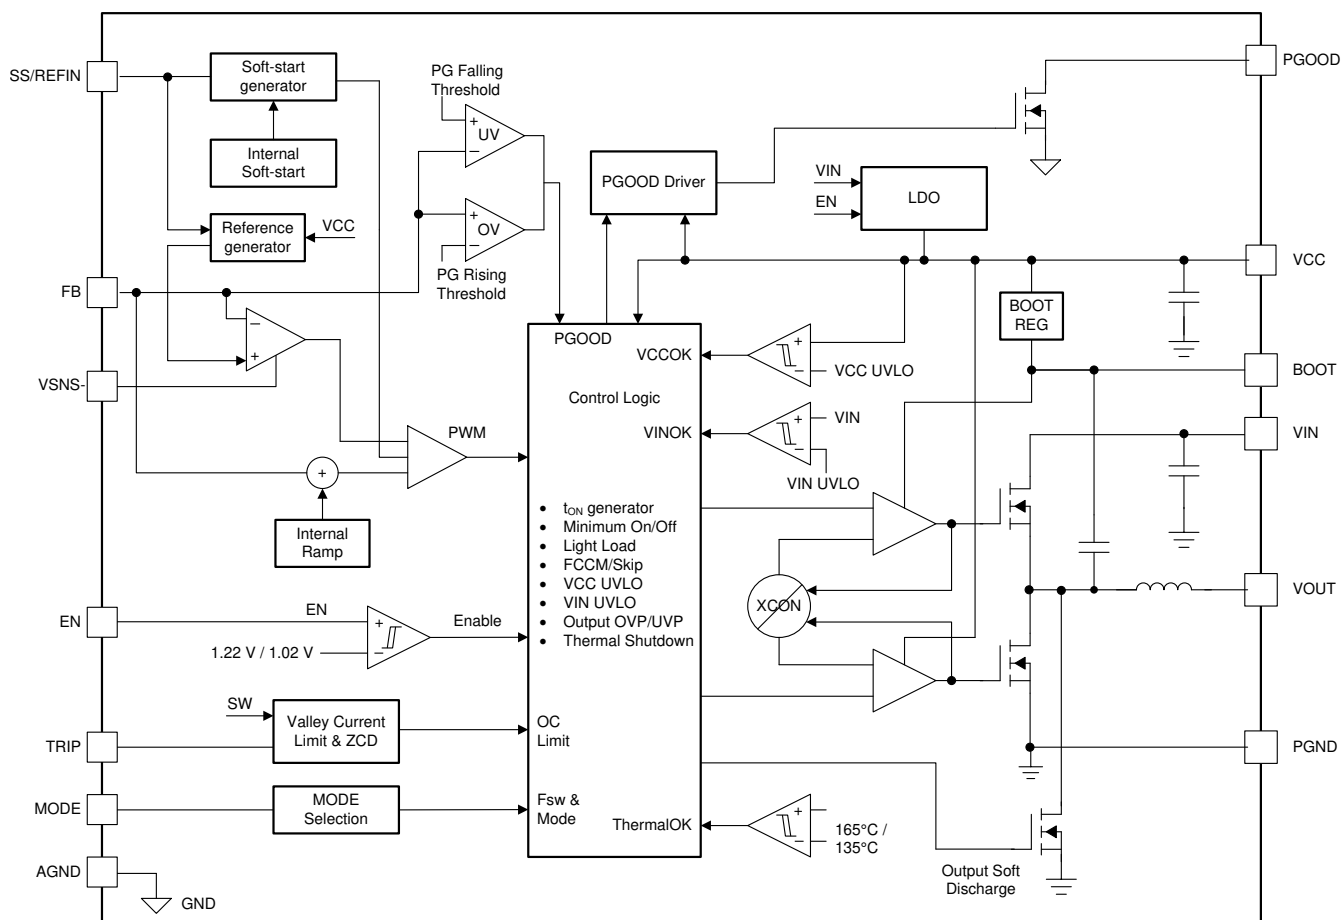 SS/REFIN
Soft-start
generator
Internal
Soft-start
PG Falling
Threshold
+
UV
−
PGOOD
PGOOD Driver
VIN
EN
LDO
Reference
generator
VCC
+
OV
−
PG Rising
Threshold
VCC
FB
−
+
BOOT
REG
PGOOD
VCCOK
+
−
VCC UVLO
BOOT
VSNS-
Control Logic
PWM
VINOK
+
−
VIN
VIN UVLO
VIN
+
Internal
Ramp
• tON generator
• Minimum On/Off
• Light Load
• FCCM/Skip
• VCC UVLO
• VIN UVLO
• Output OVP/UVP
• Thermal Shutdown
XCON
VOUT
EN
EN
+
−
1.22 V / 1.02 V
Enable
SW
Valley Current
Limit & ZCD
OC
Limit
TRIP
PGND
MODE
MODE
Selection
Fsw &
Mode
ThermalOK
+
−
165°C /
135°C
AGND
GND
Output Soft
Discharge